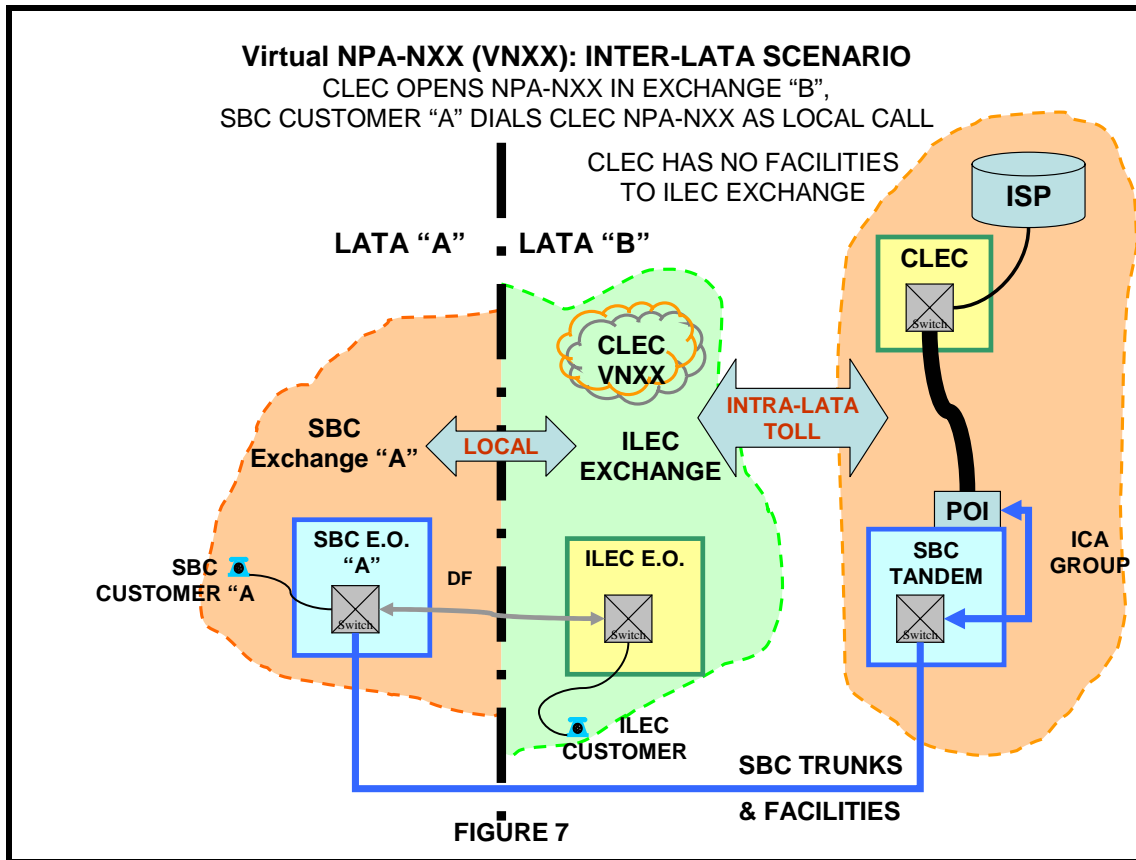 Virtual NPA-NXX (VNXX): INTER-LATA SCENARIO
CLEC OPENS NPA-NXX IN EXCHANGE “B”,
SBC CUSTOMER “A” DIALS CLEC NPA-NXX AS LOCAL CALL
CLEC HAS NO FACILITIES
TO ILEC EXCHANGE
ISP
LATA “A”
LATA “B”
CLEC
Switch
CLEC
VNXX
INTRA-LATA
TOLL
SBC
Exchange “A”
LOCAL
ILEC
EXCHANGE
POI
SBC E.O.
“A”
Switch
SBC
CUSTOMER “A
DF
ILEC E.O.
Switch
SBC
TANDEM
Switch
ICA
GROUP
ILEC
CUSTOMER
SBC TRUNKS
& FACILITIES
FIGURE 7